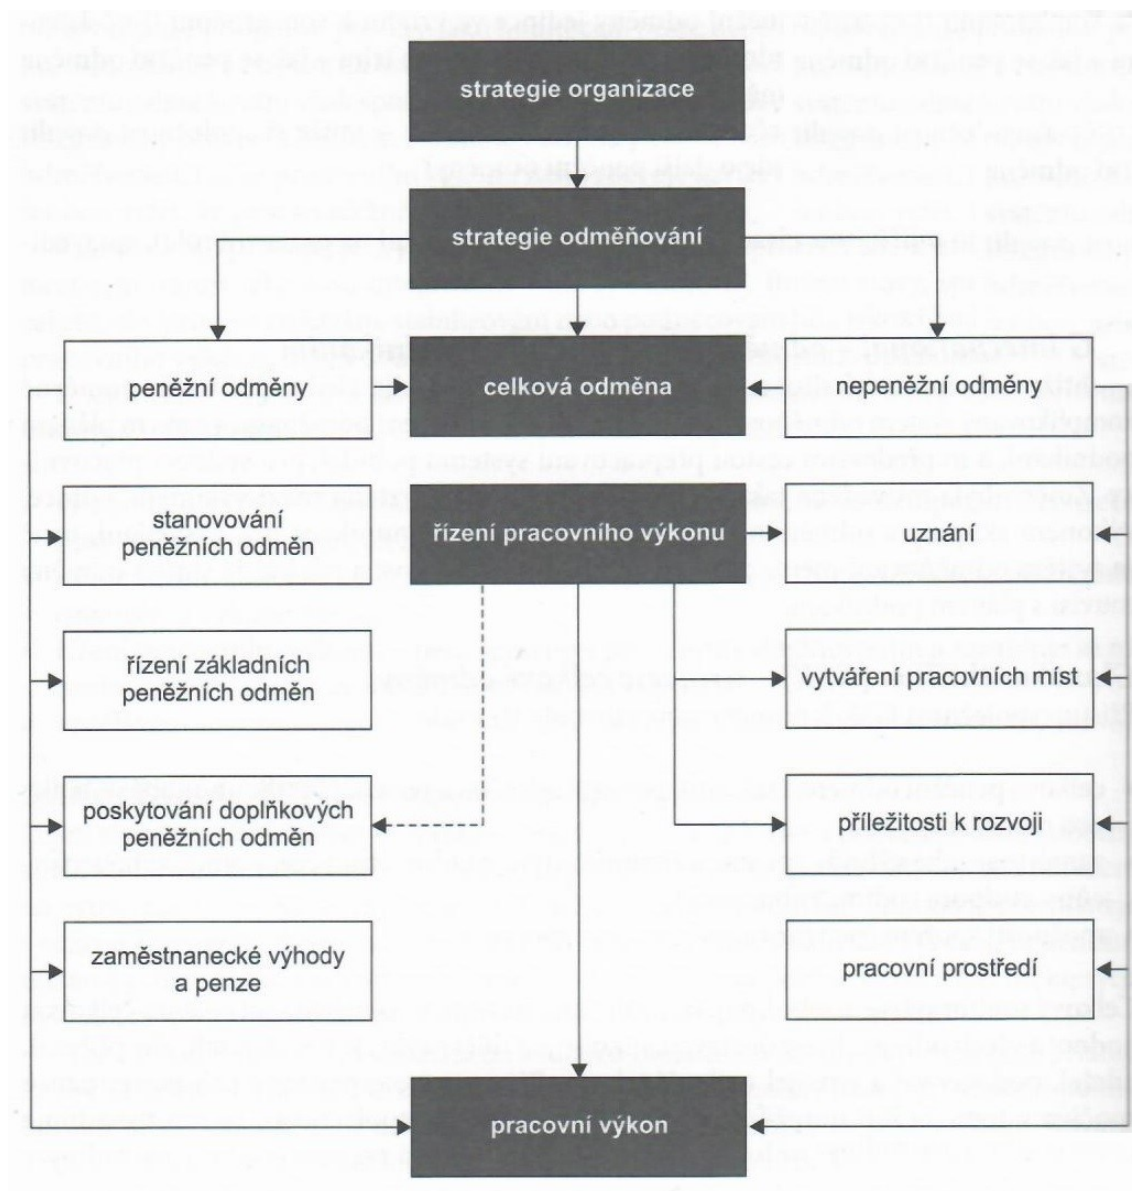 strategie organizace
strategie odměňování
peněžní odměny
celková odměna
nepeněžní odměny
stanovování
peněžních odměn
řízení pracovního výkonu
uznání
řízení základních
peněžních odměn
vytváření pracovních míst
poskytování doplňkových
peněžních odměn
příležitosti k rozvoji
zaměstnanecké výhody
a penze
pracovní prostředí
pracovní výkon